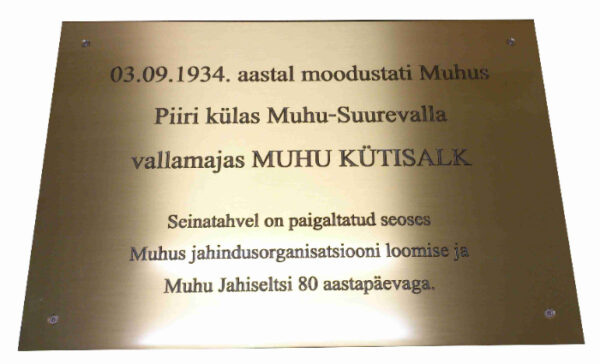 03.09.1934. aastal moodustati Muhus
Piiri külas Muhu-Suurevalla
vallamajas MUHU KÜTISALK
Seinatahvel on paigaltatud seoses
Muhus jahindusorganisatsiooni loomise ja
Muhu Jahiseltsi 80 aastapäevaga.